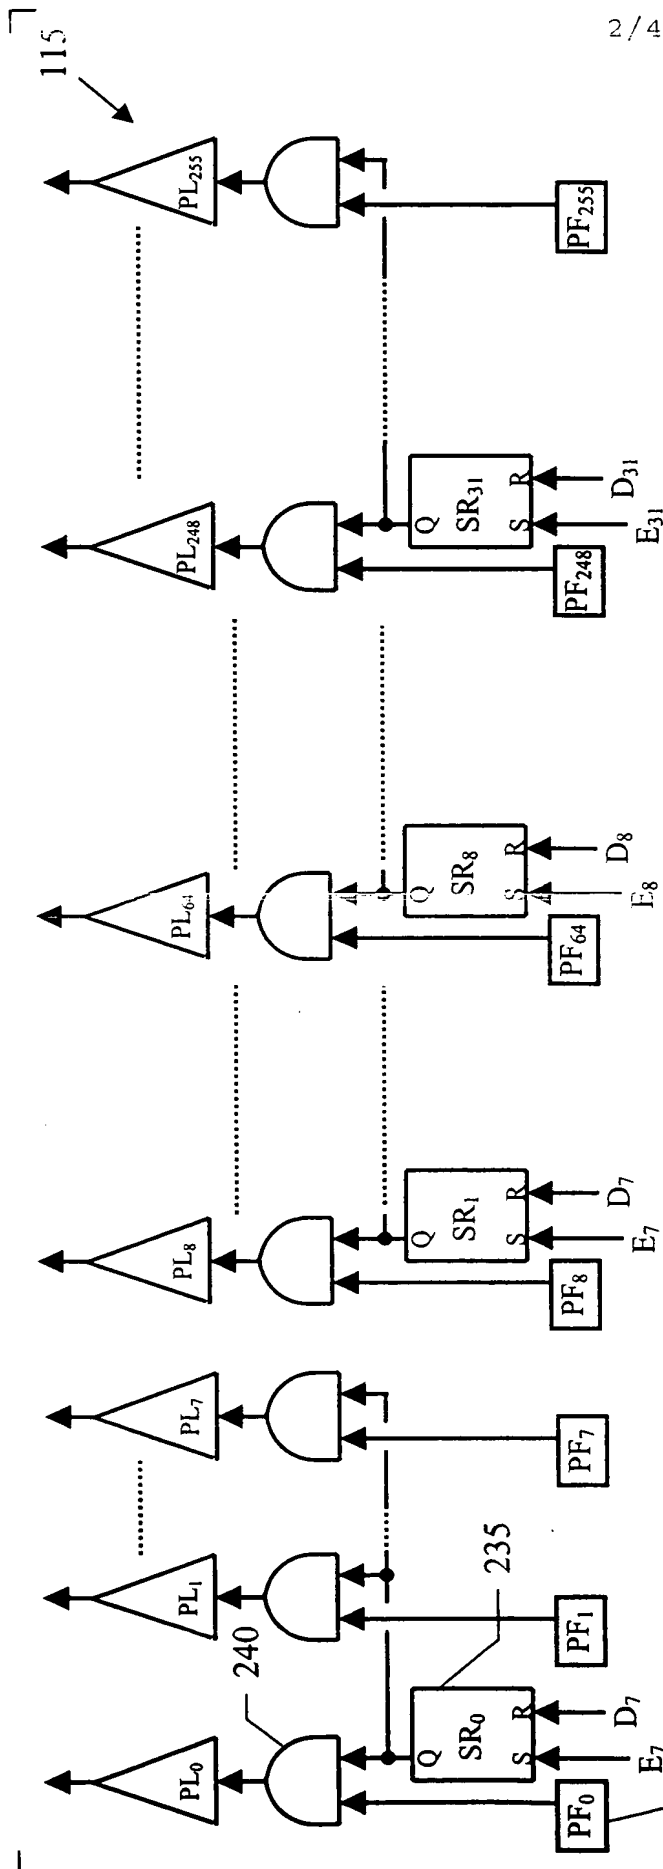 2/4
115
PL0 PL1 PL7 PL8 PL64 PL248 PL255
240
Q Q Q Q
SR0 SR1 SR8 SR31
235
S R S R S R S R
PF0 PF1 PF7 PF8 PF64 PF248 PF255
E7 D7 E7 D7 E8 D8 E31 D31